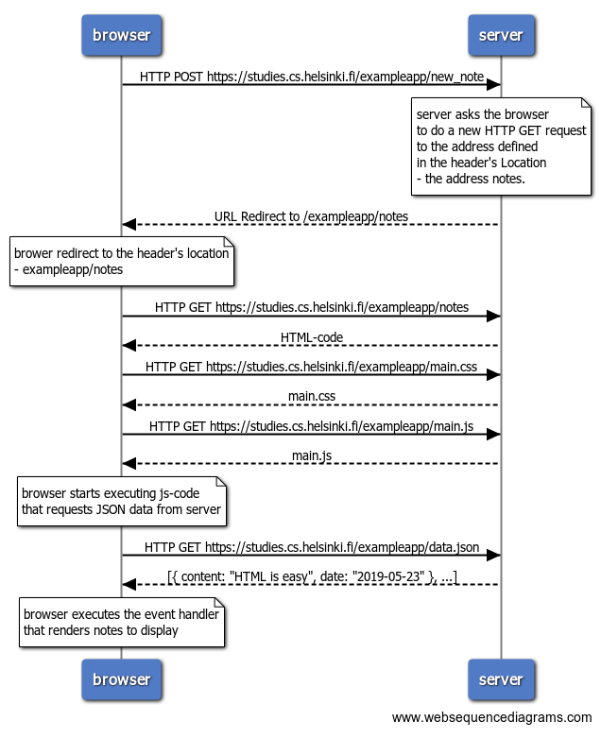 browser
server
HTTP POST https://studies.cs.helsinki.fi/exampleapp/new_note
server asks the browser
to do a new HTTP GET request
to the address defined
in the header's Location
- the address notes.
URL Redirect to /exampleapp/notes
brower redirect to the header's location
- exampleapp/notes
HTTP GET https://studies.cs.helsinki.fi/exampleapp/notes
HTML-code
HTTP GET https://studies.cs.helsinki.fi/exampleapp/main.css
main.css
HTTP GET https://studies.cs.helsinki.fi/exampleapp/main.js
main.js
browser starts executing js-code
that requests JSON data from server
HTTP GET https://studies.cs.helsinki.fi/exampleapp/data.json
[{ content: "HTML is easy", date: "2019-05-23" }, ...]
browser executes the event handler
that renders notes to display
browser
server
www.websequencediagrams.com